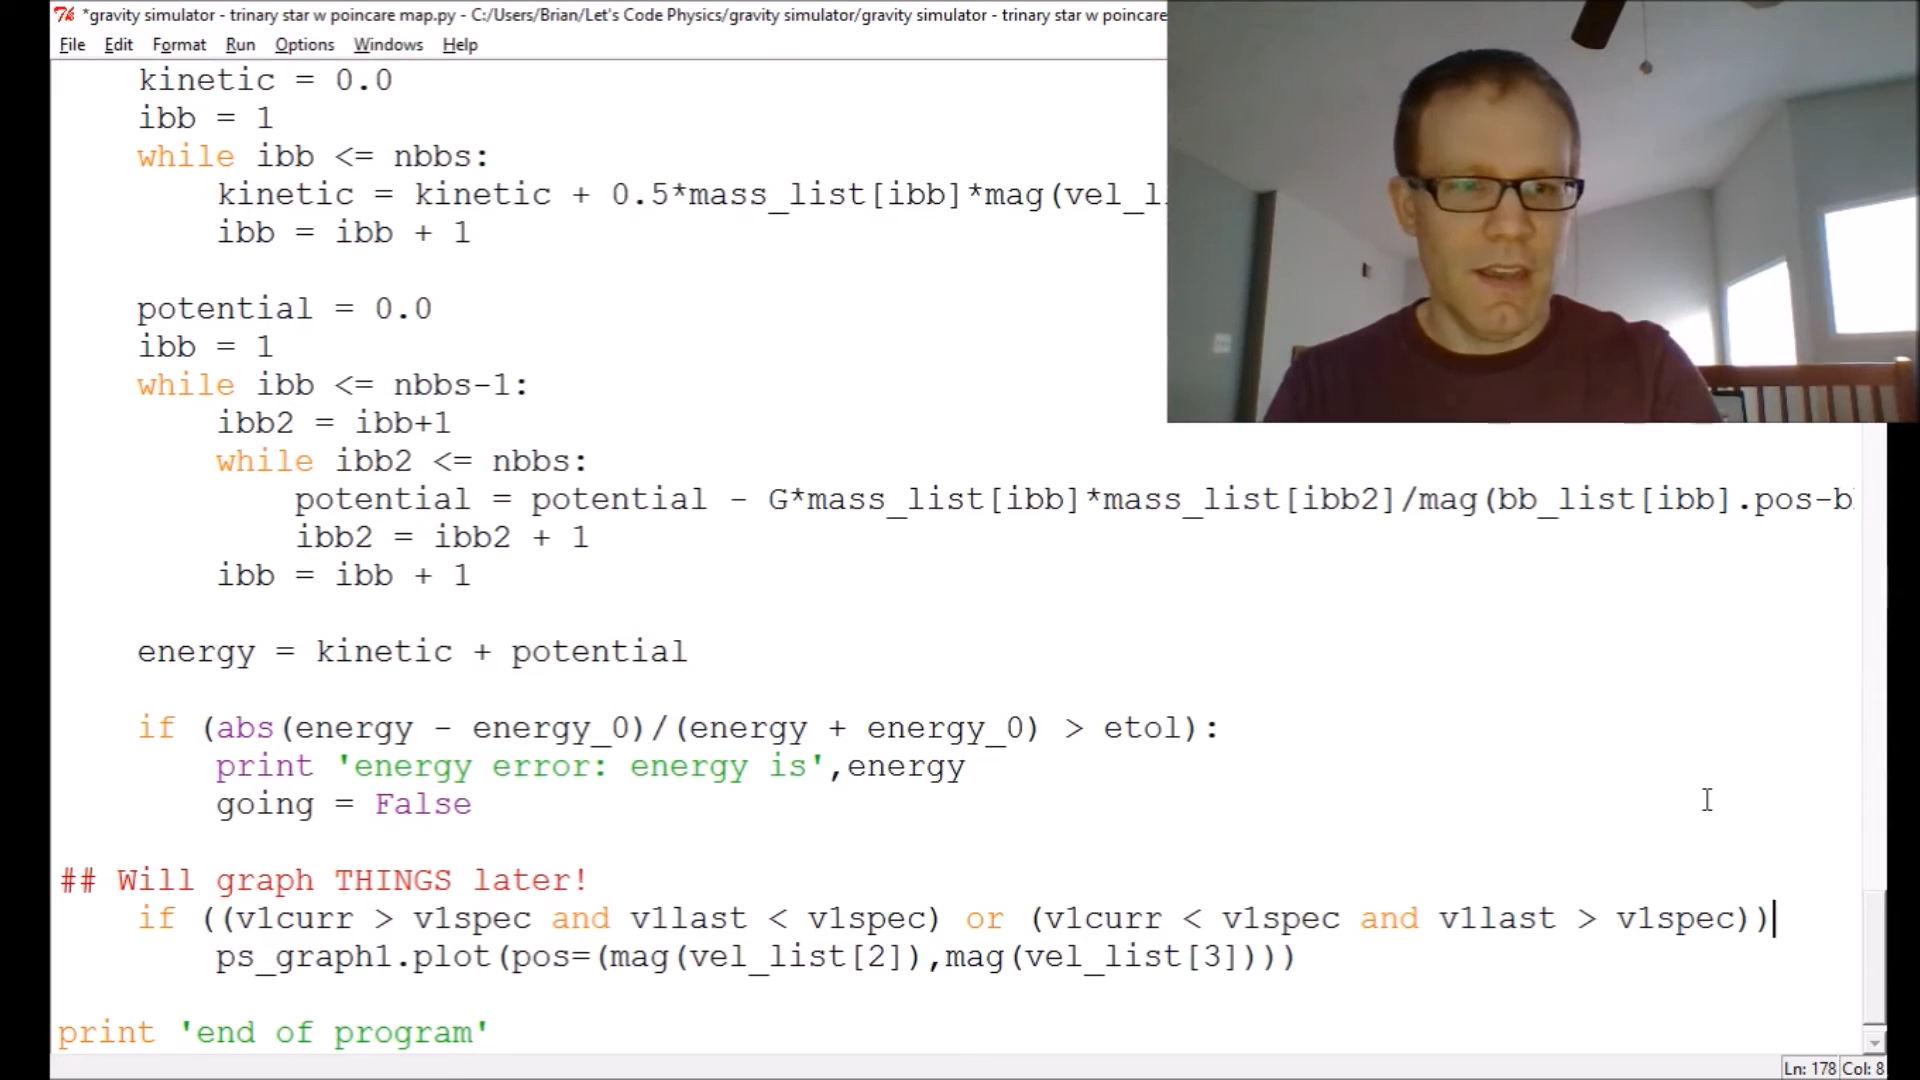 *gravity simulator - trinary star w poincare map.py - C:/Users/Brian/Let's Code Physics/gravity simulator/gravity simulator - trinary star w poincare
File Edit Format Run Options Windows Help
kinetic = 0.0
ibb = 1
while ibb <= nbbs:
kinetic = kinetic + 0.5*mass_list[ibb]*mag(vel_l
ibb = ibb + 1
potential = 0.0
ibb = 1
while ibb <= nbbs-1:
ibb2 = ibb+1
while ibb2 <= nbbs:
potential = potential - G*mass_list[ibb]*mass_list[ibb2]/mag(bb_list[ibb].pos-b
ibb2 = ibb2 + 1
ibb = ibb + 1
energy = kinetic + potential
if (abs(energy - energy_0)/(energy + energy_0) > etol):
print 'energy error: energy is',energy
going = False
## Will graph THINGS later!
if ((v1curr > v1spec and v1last < v1spec) or (v1curr < v1spec and v1last > v1spec))
ps_graph1.plot(pos=(mag(vel_list[2]),mag(vel_list[3])))
print 'end of program'
Ln: 178 Col: 8